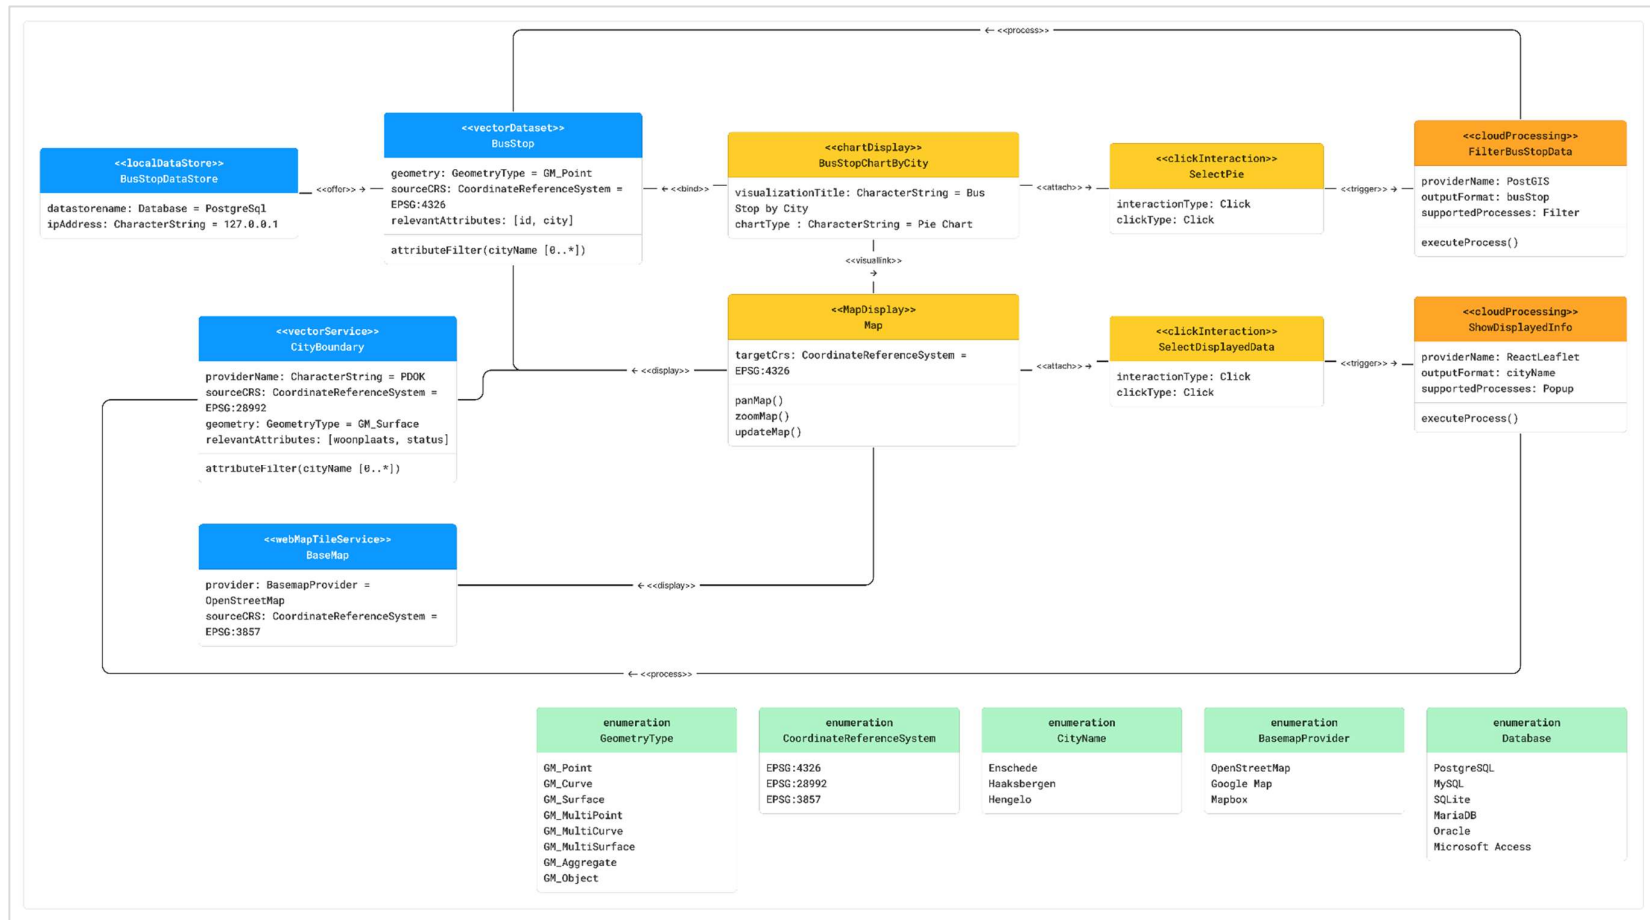 ← <<process>>
<<localDataStore>>
BusStopDataStore
datastorename: Database = PostgreSql
ipAddress: CharacterString = 127.0.0.1
<<offer>> →
<<vectorDataset>>
BusStop
geometry: GeometryType = GM_Point
sourceCRS: CoordinateReferenceSystem =
EPSG:4326
relevantAttributes: [id, city]
attributeFilter(cityName [0..*])
← <<bind>>
<<chartDisplay>>
BusStopChartByCity
visualizationTitle: CharacterString = Bus
Stop by City
chartType : CharacterString = Pie Chart
<<attach>> →
<<clickInteraction>>
SelectPie
interactionType: Click
clickType: Click
<<trigger>> →
<<cloudProcessing>>
FilterBusStopData
providerName: PostGIS
outputFormat: busStop
supportedProcesses: Filter
executeProcess()
<<visuallink>>
→
<<vectorService>>
CityBoundary
providerName: CharacterString = PDOK
sourceCRS: CoordinateReferenceSystem =
EPSG:28992
geometry: GeometryType = GM_Surface
relevantAttributes: [woonplaats, status]
attributeFilter(cityName [0..*])
← <<display>>
<<MapDisplay>>
Map
targetCrs: CoordinateReferenceSystem =
EPSG:4326
panMap()
zoomMap()
updateMap()
<<attach>> →
<<clickInteraction>>
SelectDisplayedData
interactionType: Click
clickType: Click
<<trigger>> →
<<cloudProcessing>>
ShowDisplayedInfo
providerName: ReactLeaflet
outputFormat: cityName
supportedProcesses: Popup
executeProcess()
<<webMapTileService>>
BaseMap
provider: BasemapProvider =
OpenStreetMap
sourceCRS: CoordinateReferenceSystem =
EPSG:3857
← <<display>>
← <<process>>
enumeration
GeometryType
GM_Point
GM_Curve
GM_Surface
GM_MultiPoint
GM_MultiCurve
GM_MultiSurface
GM_Aggregate
GM_Object
enumeration
CoordinateReferenceSystem
EPSG:4326
EPSG:28992
EPSG:3857
enumeration
CityName
Enschede
Haaksbergen
Hengelo
enumeration
BasemapProvider
OpenStreetMap
Google Map
Mapbox
enumeration
Database
PostgreSQL
MySQL
SQLite
MariaDB
Oracle
Microsoft Access